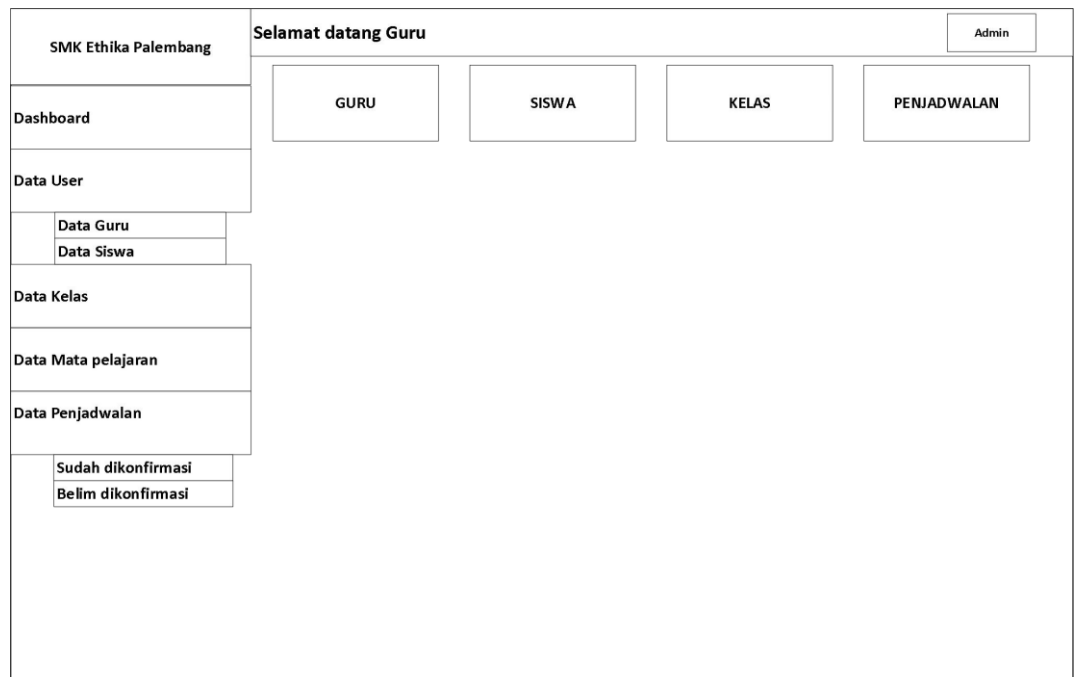 SMK Ethika Palembang
Selamat datang Guru
Admin
GURU
SISWA
KELAS
PENJADWALAN
Dashboard
Data User
Data Guru
Data Siswa
Data Kelas
Data Mata pelajaran
Data Penjadwalan
Sudah dikonfirmasi
Belim dikonfirmasi